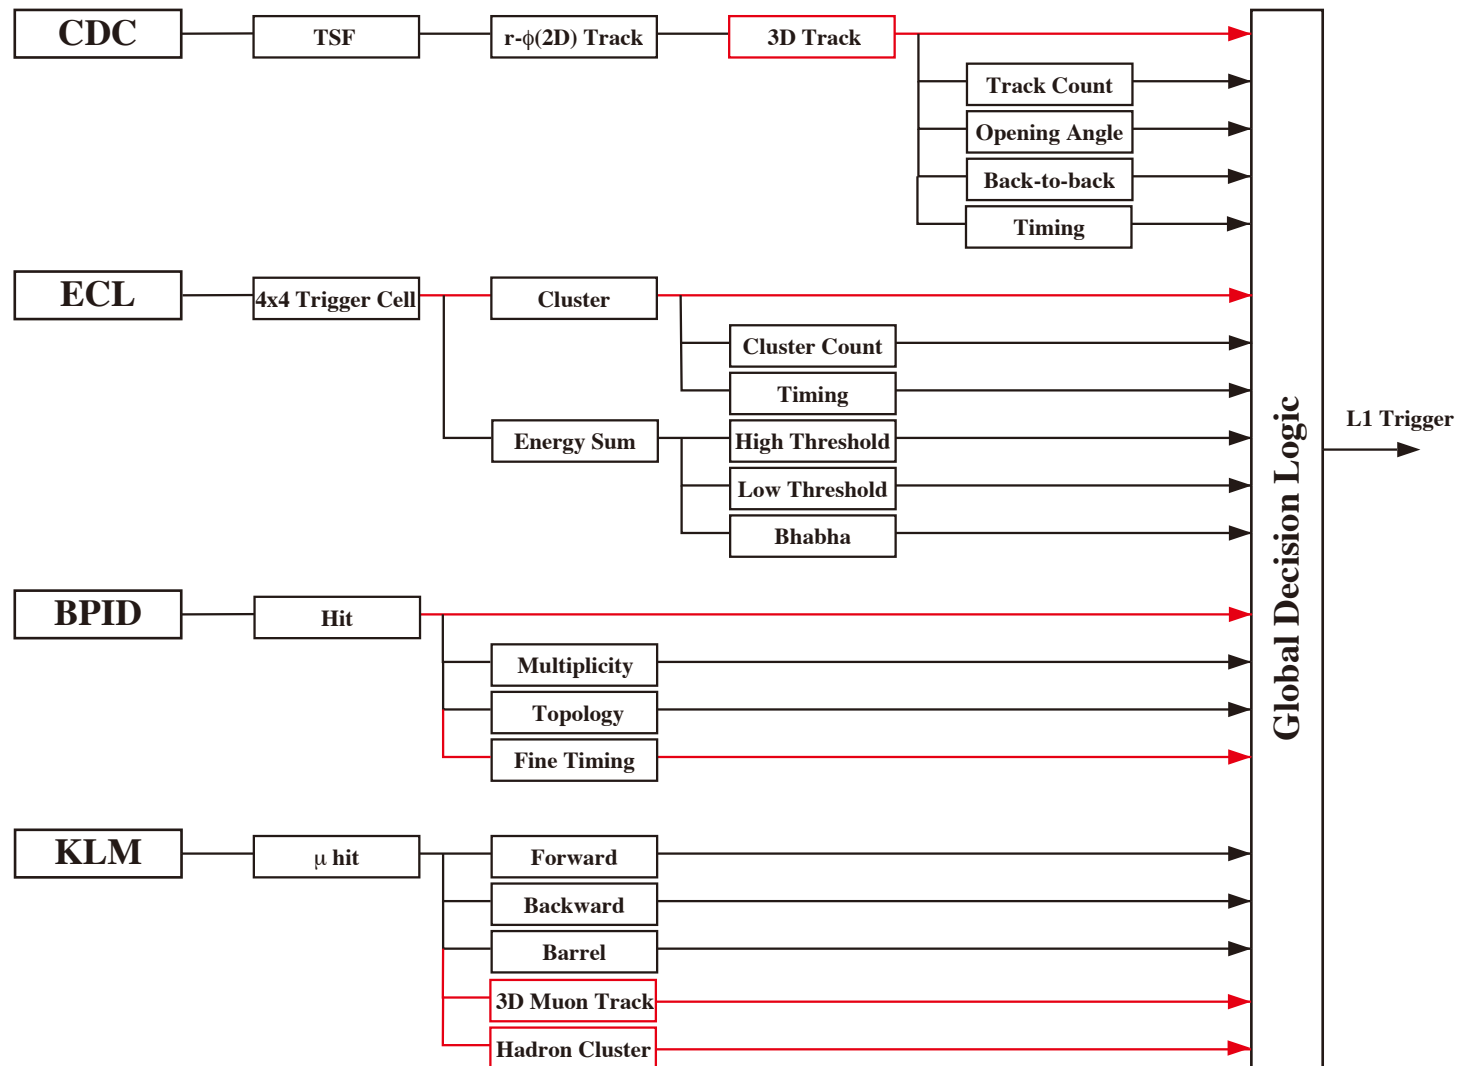 CDC
TSF
r-ϕ(2D) Track
3D Track
Track Count
Opening Angle
Back-to-back
Timing
ECL
4x4 Trigger Cell
Cluster
Cluster Count
Timing
Energy Sum
High Threshold
Low Threshold
Bhabha
BPID
Hit
Multiplicity
Topology
Fine Timing
KLM
μ hit
Forward
Backward
Barrel
3D Muon Track
Hadron Cluster
Global Decision Logic
L1 Trigger